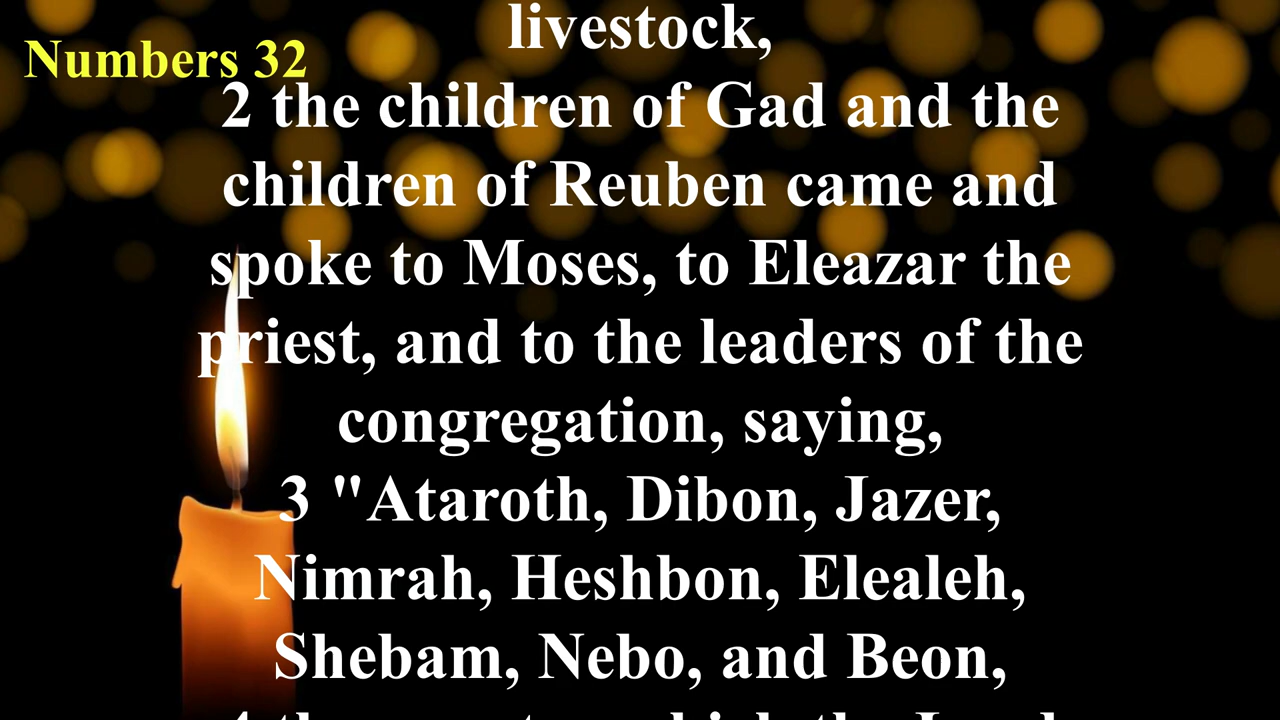 livestock,
Numbers 32
2 the children of Gad and the
children of Reuben came and
spoke to Moses, to Eleazar the
priest, and to the leaders of the
congregation, saying,
3 "Ataroth, Dibon, Jazer,
Nimrah, Heshbon, Elealeh,
Shebam, Nebo, and Beon,